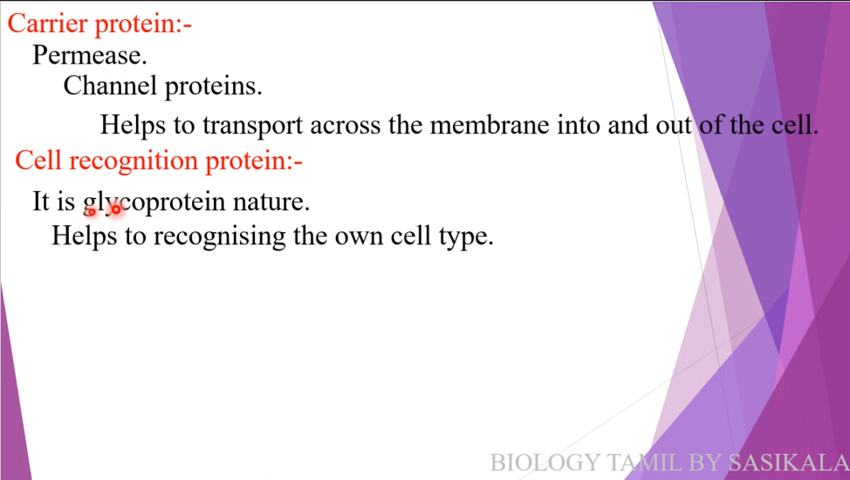 Carrier protein:-
Permease.
Channel proteins.
Helps to transport across the membrane into and out of the cell.
Cell recognition protein:-
It is glycoprotein nature.
Helps to recognising the own cell type.
BIOLOGY TAMIL BY SASIKALA